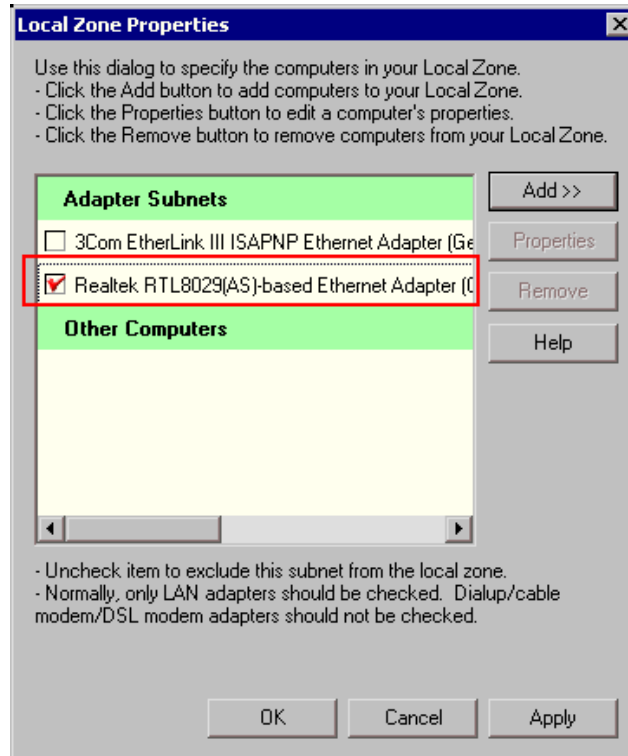 Local Zone Properties
Use this dialog to specify the computers in your Local Zone.
- Click the Add button to add computers to your Local Zone.
- Click the Properties button to edit a computer's properties.
- Click the Remove button to remove computers from your Local Zone.
Adapter Subnets
Add >>
3Com EtherLink III ISAPNP Ethernet Adapter (Ge
Properties
Realtek RTL8029(AS)-based Ethernet Adapter (
Remove
Other Computers
Help
- Uncheck item to exclude this subnet from the local zone.
- Normally, only LAN adapters should be checked. Dialup/cable
modem/DSL modem adapters should not be checked.
OK
Cancel
Apply